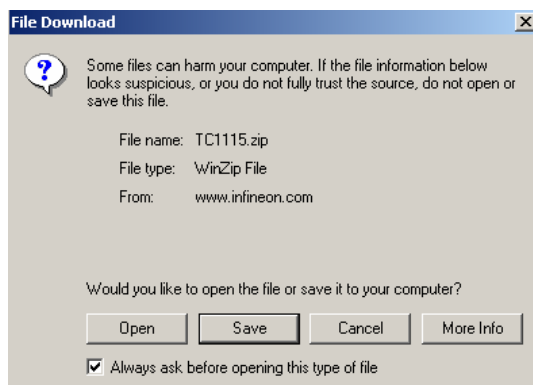 File Download
Some files can harm your computer. If the file information below
looks suspicious, or you do not fully trust the source, do not open or
save this file.
File name: TC1115.zip
File type: WinZip File
From: www.infineon.com
Would you like to open the file or save it to your computer?
Open Save Cancel More Info
Always ask before opening this type of file